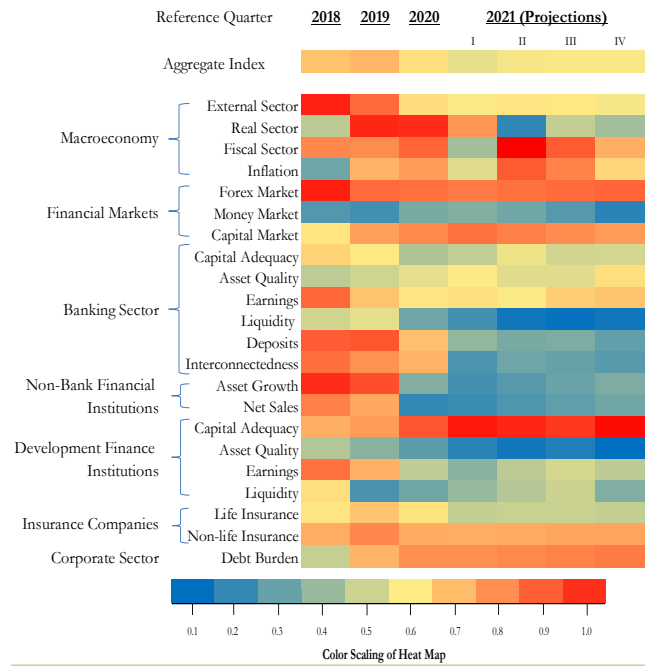 Reference Quarter 2018 2019 2020 2021 (Projections)
I II III IV
Aggregate Index
External Sector
Macroeconomy
Real Sector
Fiscal Sector
Inflation
Forex Market
Financial Markets
Money Market
Capital Market
Capital Adequacy
Asset Quality
Earnings
Banking Sector
Liquidity
Deposits
Interconnectedness
Non-Bank Financial
Institutions
Asset Growth
Net Sales
Capital Adequacy
Development Finance
Institutions
Asset Quality
Earnings
Liquidity
Insurance Companies
Life Insurance
Non-life Insurance
Corporate Sector
Debt Burden
0.1 0.2 0.3 0.4 0.5 0.6 0.7 0.8 0.9 1.0
Color Scaling of Heat Map